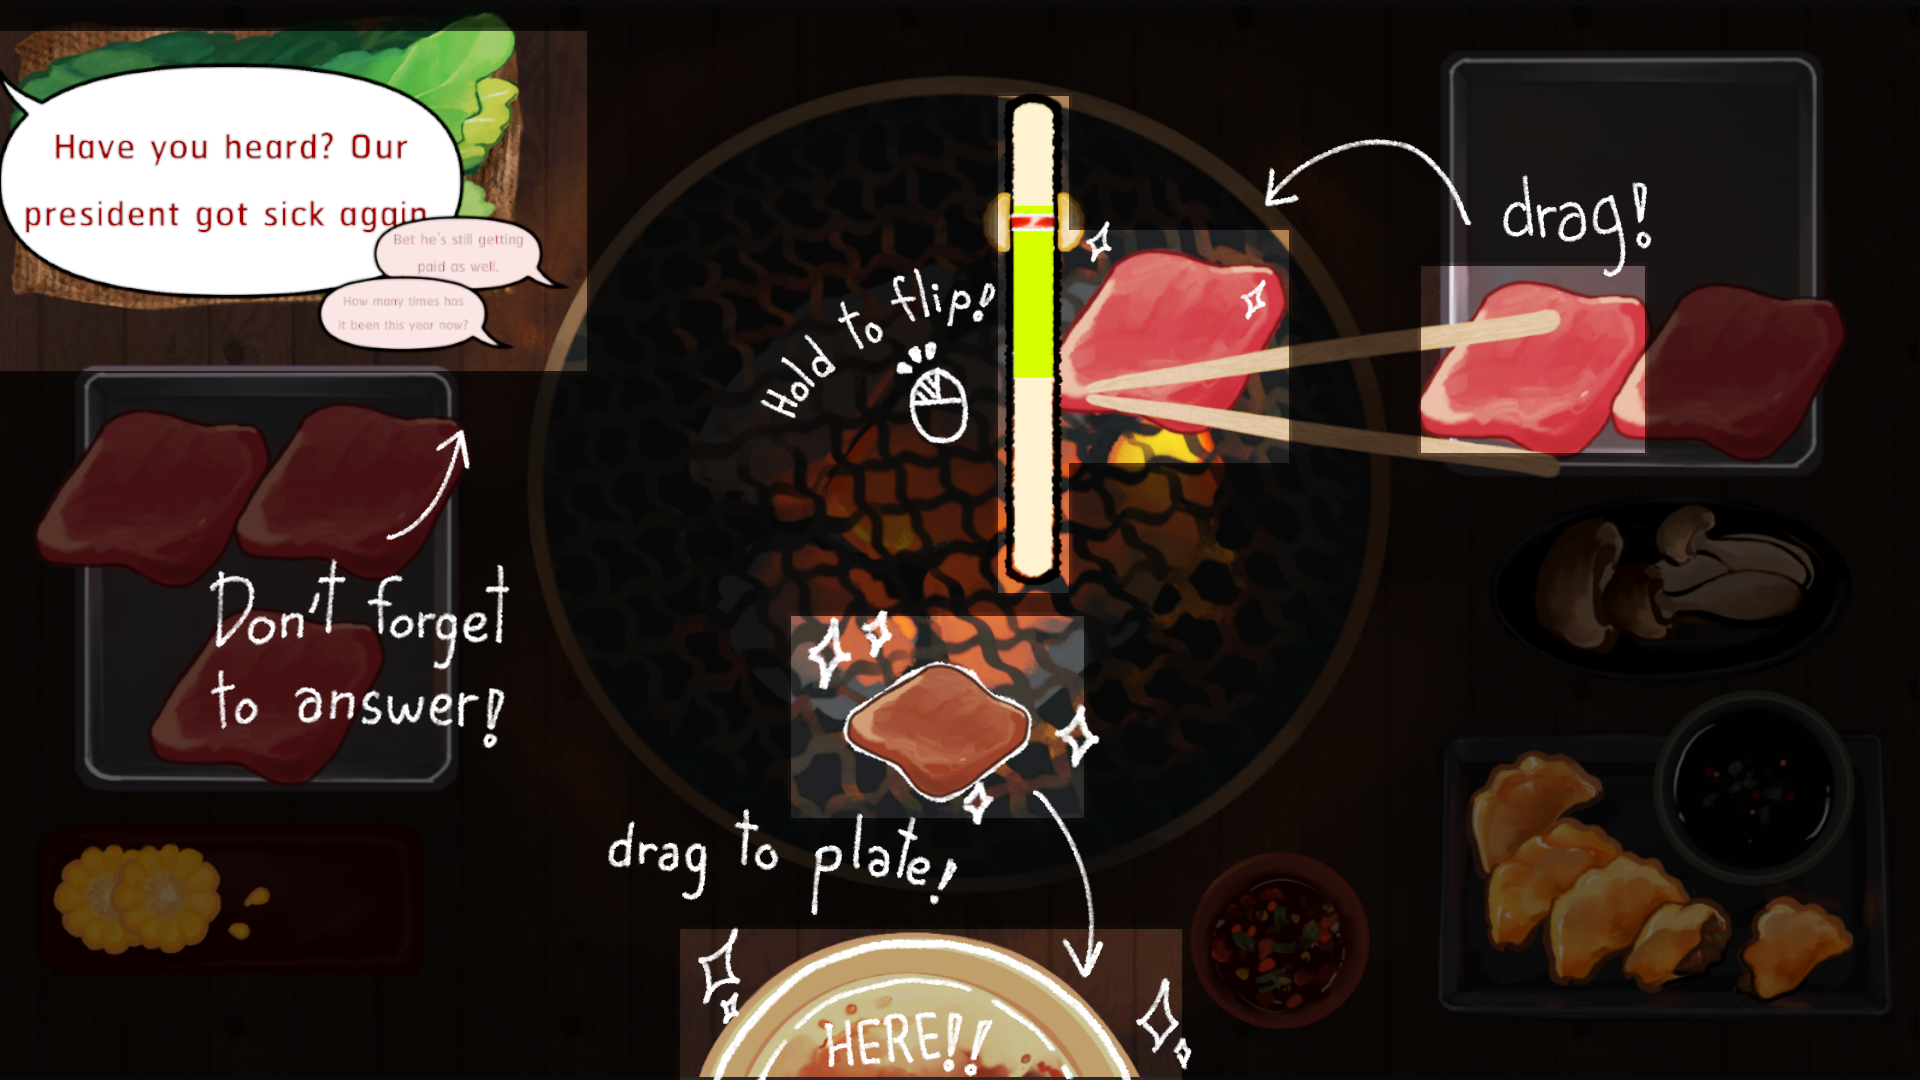 Have you heard? Our
president got sick again
Bet he's still getting
paid as well.
How many times has
it been this year now?
Hold to flip!
drag!
Don't forget
to answer!
drag to plate!
HERE!!